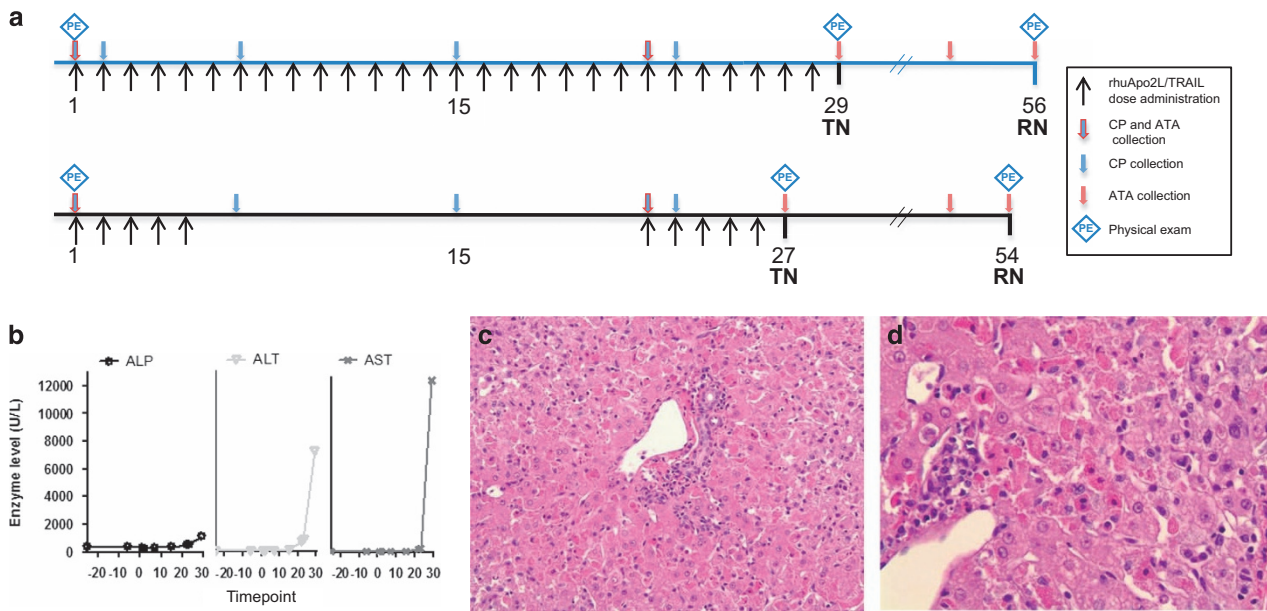 a
PE PE PE
1 15 29 56
TN RN
PE PE PE
1 15 27 54
TN RN
rhuApo2L/TRAIL
dose administration
CP and ATA
collection
CP collection
ATA collection
PE Physical exam
b
ALP ALT AST
Enzyme level (U/L)
12000
10000
8000
6000
4000
2000
0
-20 -10 0 10 20 30 -20 -10 0 10 20 30 -20 -10 0 10 20 30
Timepoint
c
d